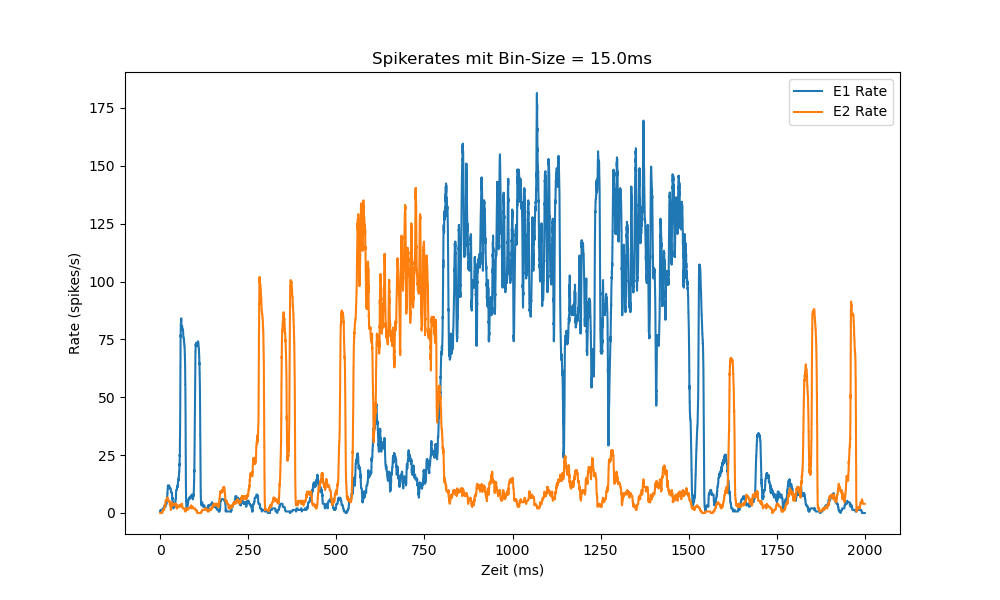 Spikerates mit Bin-Size = 15.0ms
E1 Rate
E2 Rate
Rate (spikes/s)
175
150
125
100
75
50
25
0
0 250 500 750 1000 1250 1500 1750 2000
Zeit (ms)